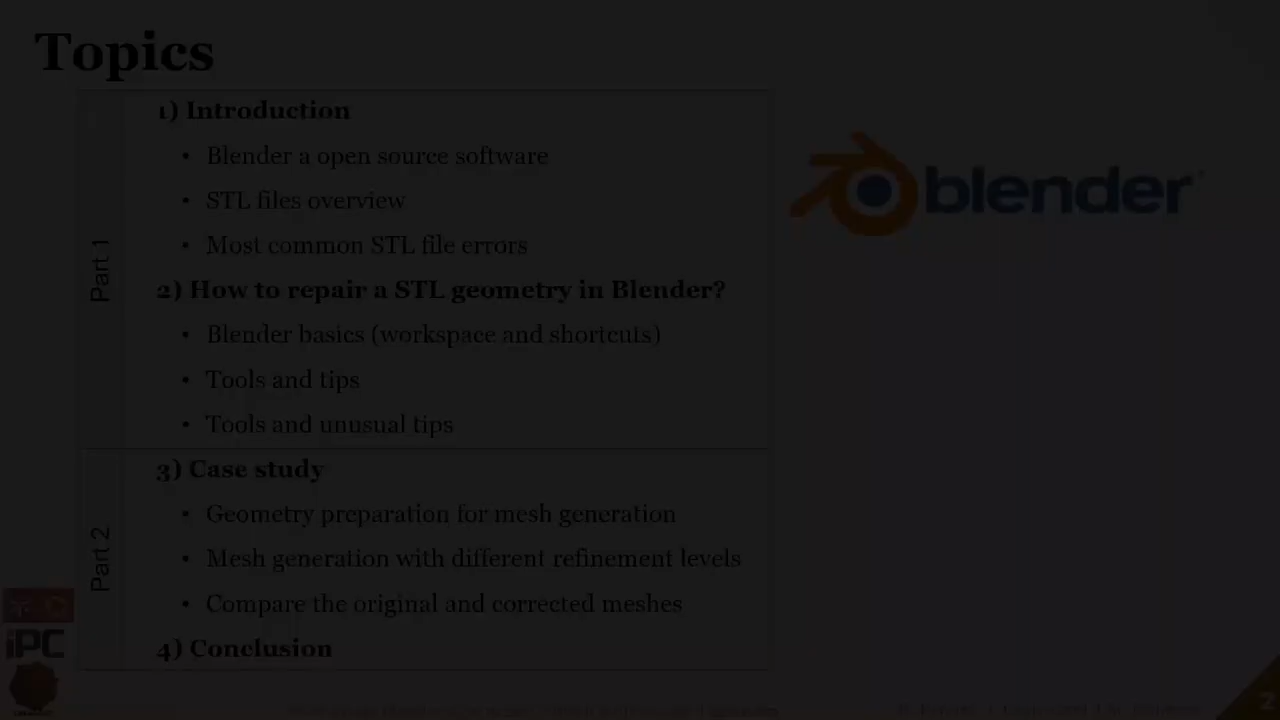 Topics
Part 1
1) Introduction
• Blender a open source software
• STL files overview
• Most common STL file errors
2) How to repair a STL geometry in Blender?
• Blender basics (workspace and shortcuts)
• Tools and tips
• Tools and unusual tips
Part 2
3) Case study
• Geometry preparation for mesh generation
• Mesh generation with different refinement levels
• Compare the original and corrected meshes
4) Conclusion
blender
iPC
2